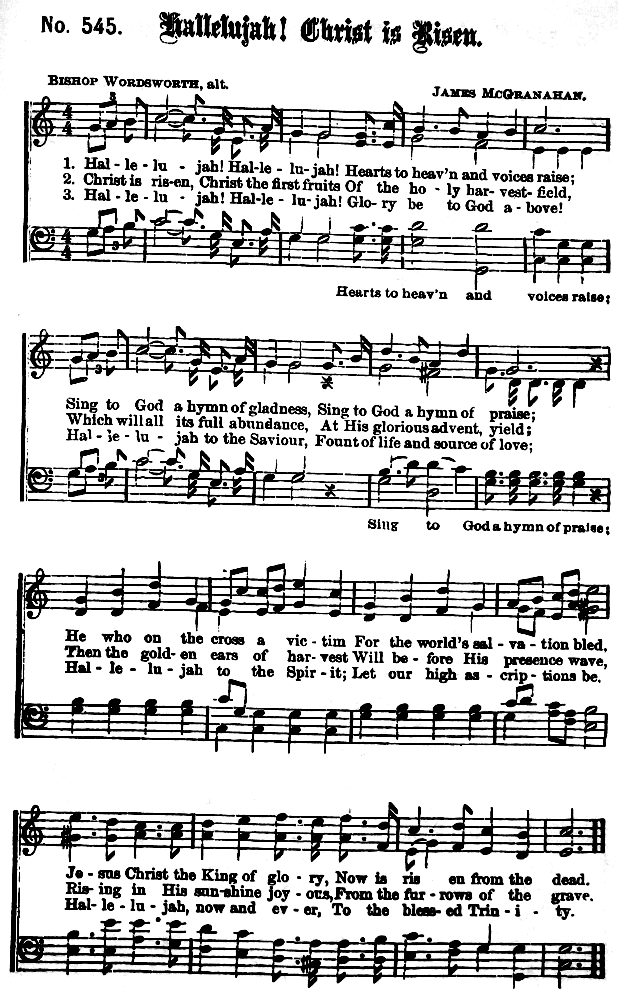 No. 545. Hallelujah! Christ is Risen.
BISHOP WORDSWORTH, alt.
JAMES MCGRANAHAN.
1. Hal - le - lu - jah! Hal-le - lu-jah! Hearts to heav'n and voices raise;
2. Christ is ris-en, Christ the first fruits Of the ho - ly har - vest-field,
3. Hal - le - lu - jah! Hal-le - lu-jah! Glo-ry be to God a - bove!
Hearts to heav'n and voices raise;
Sing to God a hymn of gladness, Sing to God a hymn of praise;
Which will all its full abundance, At His glorious advent, yield;
Hal - le - lu - jah to the Saviour, Fount of life and source of love;
Sing to God a hymn of praise;
He who on the cross a vic - tim For the world's sal - va - tion bled.
Then the gold-en ears of har-vest Will be - fore His presence wave,
Hal - le - lu - jah to the Spir - it; Let our high as - crip - tions be.
Je - sus Christ the King of glo - ry, Now is ris en from the dead.
Ris-ing in His sun-shine joy-ous, From the fur-rows of the grave.
Hal-le - lu-jah, now and ev - er, To the bless-ed Trin - i - ty.